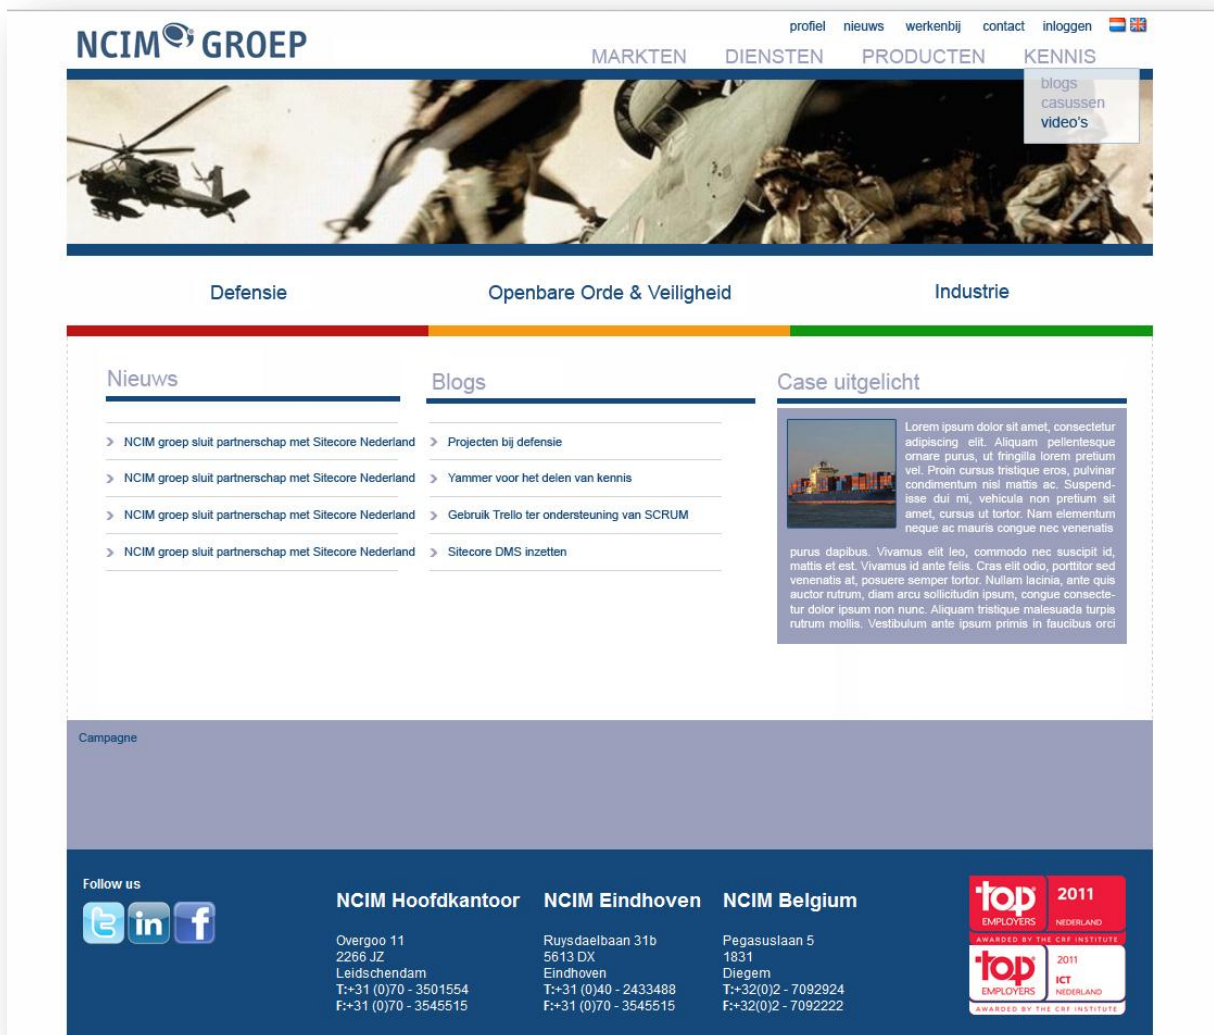 NCIM GROEP
profiel nieuws werkenbij contact inloggen
MARKTEN DIENSTEN PRODUCTEN KENNIS
blogs
casussen
video's
Defensie Openbare Orde & Veiligheid Industrie
Nieuws
NCIM groep sluit partnerschap met Sitecore Nederland
NCIM groep sluit partnerschap met Sitecore Nederland
NCIM groep sluit partnerschap met Sitecore Nederland
NCIM groep sluit partnerschap met Sitecore Nederland
Blogs
Projecten bij defensie
Yammer voor het delen van kennis
Gebruik Trello ter ondersteuning van SCRUM
Sitecore DMS inzetten
Case uitgelicht
Lorem ipsum dolor sit amet, consectetur
adipiscing elit. Aliquam pellentesque
ornare purus, ut fringilla lorem pretium
vel. Proin cursus tristique eros, pulvinar
condimentum nisl mattis ac. Suspend-
isse dui mi, vehicula non pretium sit
amet, cursus ut tortor. Nam elementum
neque ac mauris congue nec venenatis
purus dapibus. Vivamus elit leo, commodo nec suscipit id,
mattis et est. Vivamus id ante felis. Cras elit odio, porttitor sed
venenatis at, posuere semper tortor. Nullam lacinia, ante quis
auctor rutrum, diam arcu sollicitudin ipsum, congue consecte-
tur dolor ipsum non nunc. Aliquam tristique malesuada turpis
rutrum mollis. Vestibulum ante ipsum primis in faucibus orci
Campagne
Follow us
NCIM Hoofdkantoor
Overgoo 11
2266 JZ
Leidschendam
T:+31 (0)70 - 3501554
F:+31 (0)70 - 3545515
NCIM Eindhoven
Ruysdaelbaan 31b
5613 DX
Eindhoven
T:+31 (0)40 - 2433488
F:+31 (0)70 - 3545515
NCIM Belgium
Pegasuslaan 5
1831
Diegem
T:+32(0)2 - 7092924
F:+32(0)2 - 7092222
top 2011
EMPLOYERS NEDERLAND
AWARDED BY THE CRF INSTITUTE
top 2011
ICT
EMPLOYERS NEDERLAND
AWARDED BY THE CRF INSTITUTE